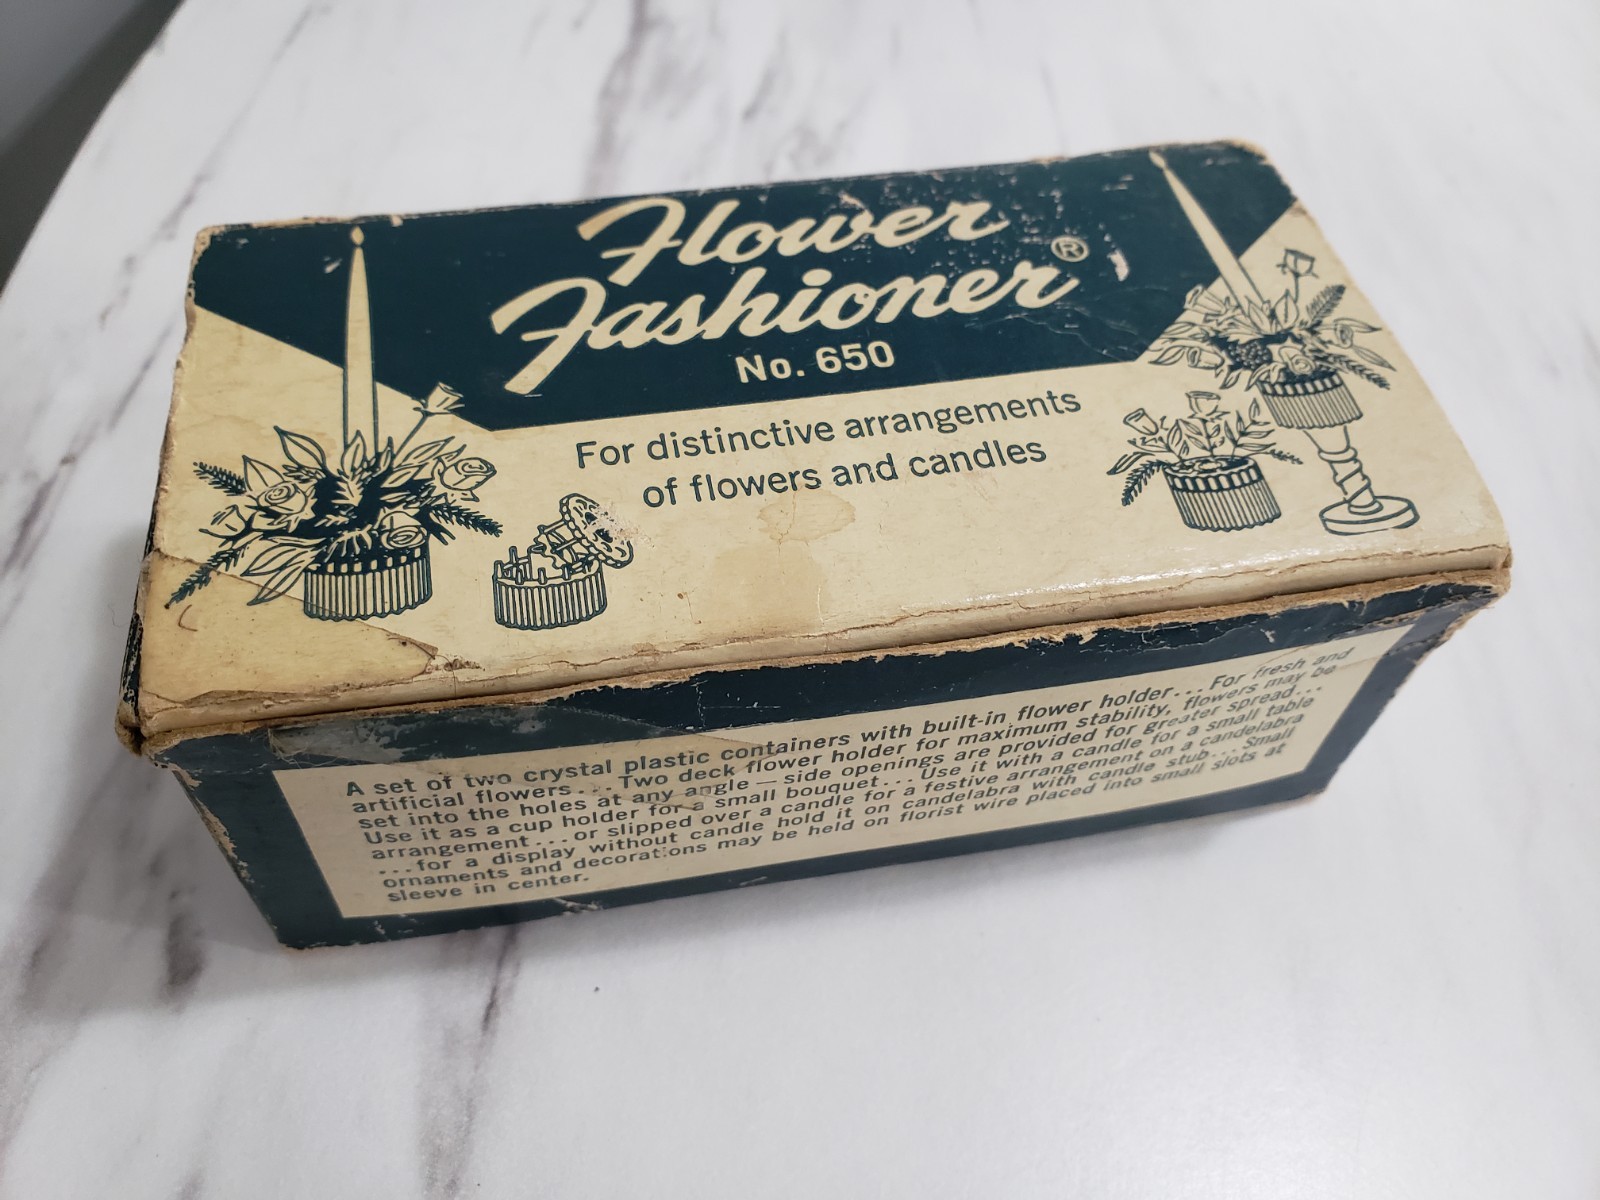 Flower
Fashioner®
No. 650
For distinctive arrangements
of flowers and candles
A set of two crystal plastic containers with built-in flower holder... For fresh and
artificial flowers... Two deck flower holder for maximum stability, flowers may be
set into the holes at any angle — side openings are provided for greater spread...
Use it as a cup holder for a small bouquet... Use it with a candle for a small table
arrangement... or slipped over a candle for a festive arrangement on a candelabra
...for a display without candle hold it on candelabra with candle stub... Small
ornaments and decorations may be held on florist wire placed into small slots at
sleeve in center.